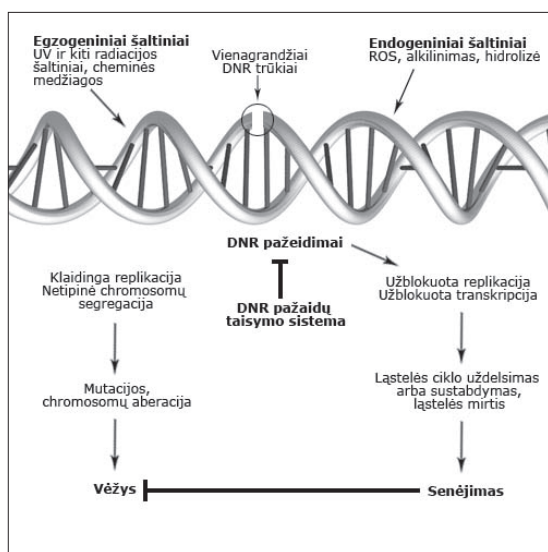 Egzogeniniai šaltiniai
UV ir kiti radiacijos
šaltiniai, cheminės
medžiagos
Vienagrandžiai
DNR trūkiai
Endogeniniai šaltiniai
ROS, alkilinimas, hidrolizė
DNR pažeidimai
DNR pažaidų
taisymo sistema
Klaidinga replikacija
Netipinė chromosomų
segregacija
Mutacijos,
chromosomų aberacija
Vėžys
Užblokuota replikacija
Užblokuota transkripcija
Ląstelės ciklo uždelsimas
arba sustabdymas,
ląstelės mirtis
Senėjimas